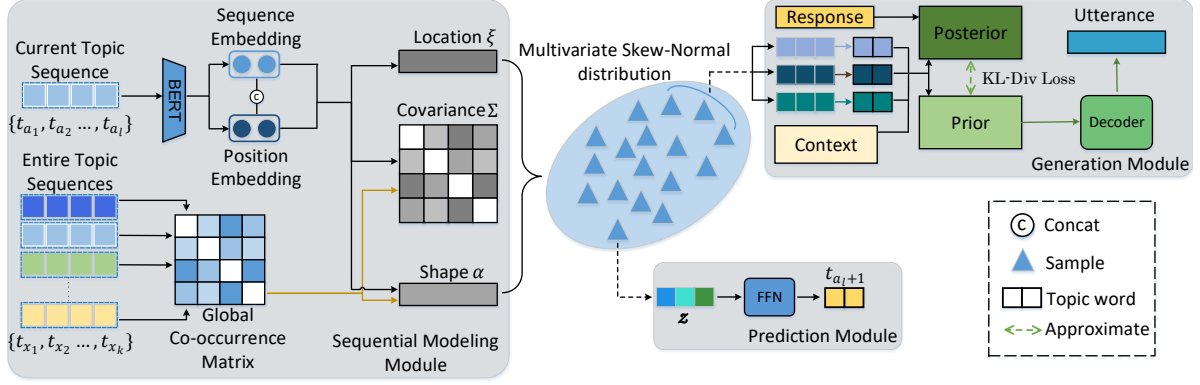 Current Topic
Sequence
{t_{a_1}, t_{a_2} ..., t_{a_l}}
BERT
Sequence
Embedding
C
Position
Embedding
Entire Topic
Sequences
{t_{x_1}, t_{x_2} ..., t_{x_k}}
Global
Co-occurrence
Matrix
Location ξ
Covariance Σ
Shape α
Sequential Modeling
Module
Multivariate Skew-Normal
distribution
Response
Context
Posterior
KL-Div Loss
Prior
Utterance
Decoder
Generation Module
z
FFN
t_{a_l+1}
Prediction Module
C
Concat
Sample
Topic word
Approximate